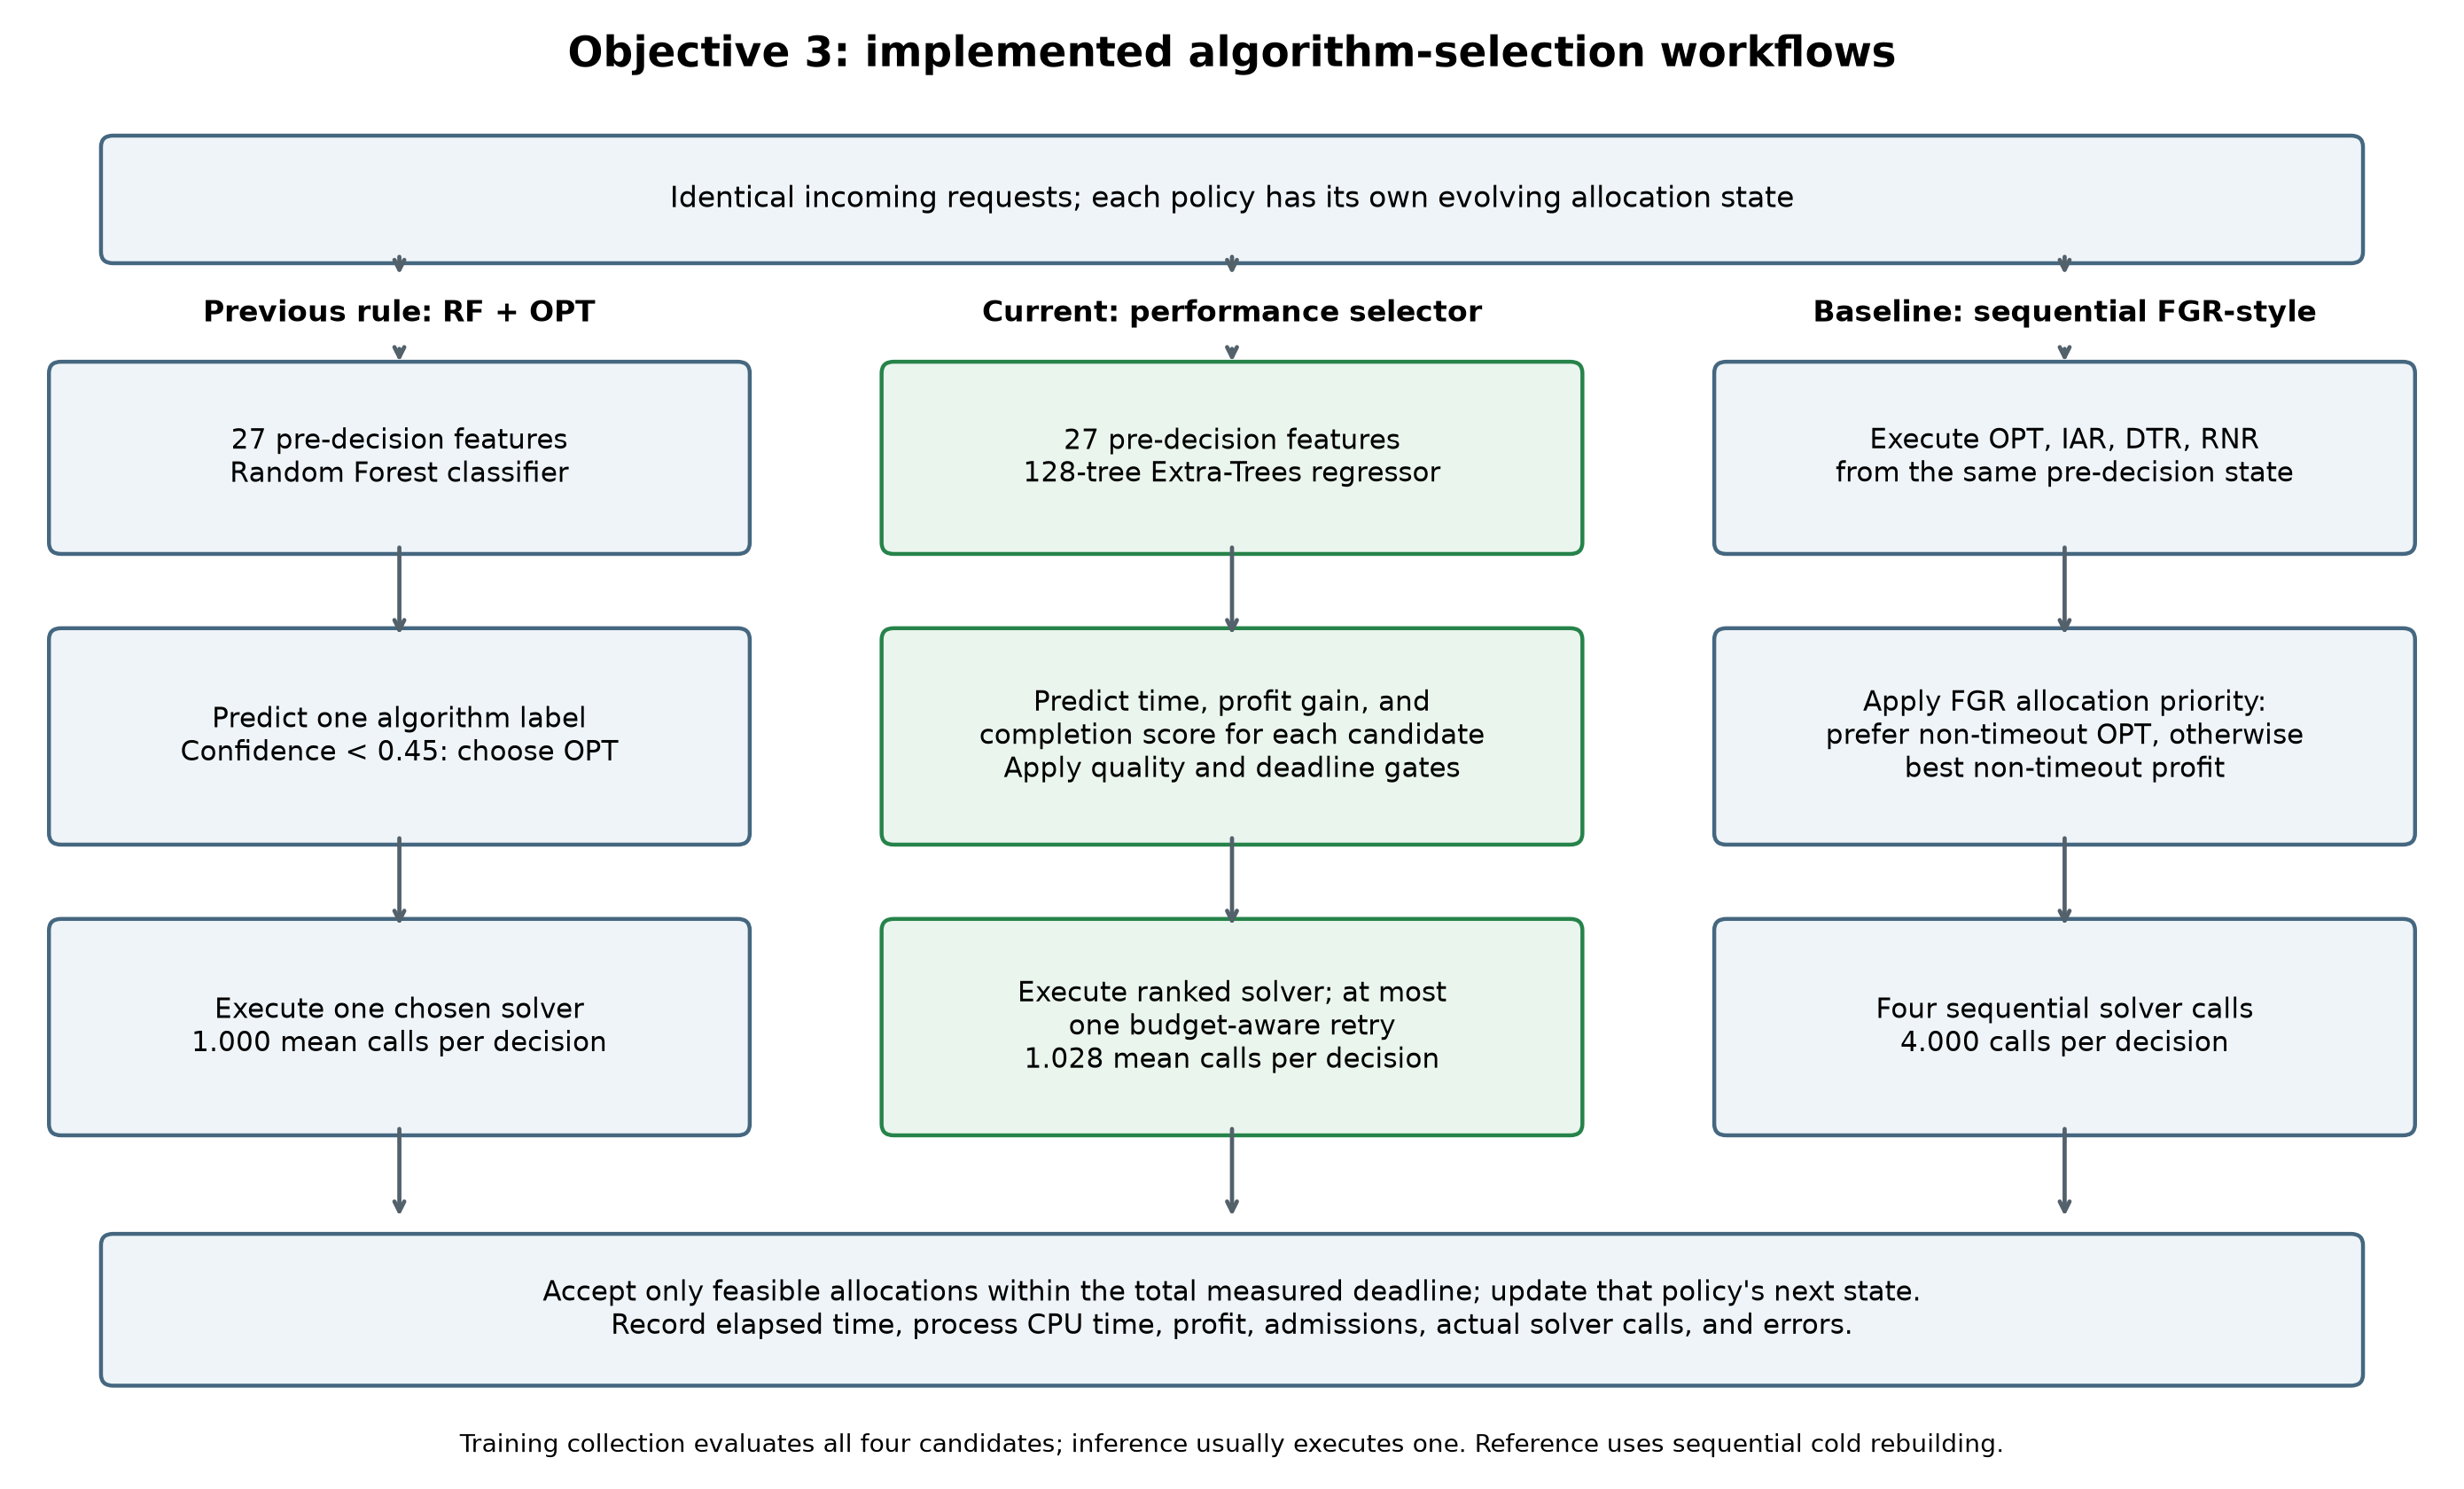 Objective 3: implemented algorithm-selection workflows
Identical incoming requests; each policy has its own evolving allocation state
Previous rule: RF + OPT
27 pre-decision features
Random Forest classifier
Predict one algorithm label
Confidence < 0.45: choose OPT
Execute one chosen solver
1.000 mean calls per decision
Current: performance selector
27 pre-decision features
128-tree Extra-Trees regressor
Predict time, profit gain, and
completion score for each candidate
Apply quality and deadline gates
Execute ranked solver; at most
one budget-aware retry
1.028 mean calls per decision
Baseline: sequential FGR-style
Execute OPT, IAR, DTR, RNR
from the same pre-decision state
Apply FGR allocation priority:
prefer non-timeout OPT, otherwise
best non-timeout profit
Four sequential solver calls
4.000 calls per decision
Accept only feasible allocations within the total measured deadline; update that policy's next state.
Record elapsed time, process CPU time, profit, admissions, actual solver calls, and errors.
Training collection evaluates all four candidates; inference usually executes one. Reference uses sequential cold rebuilding.